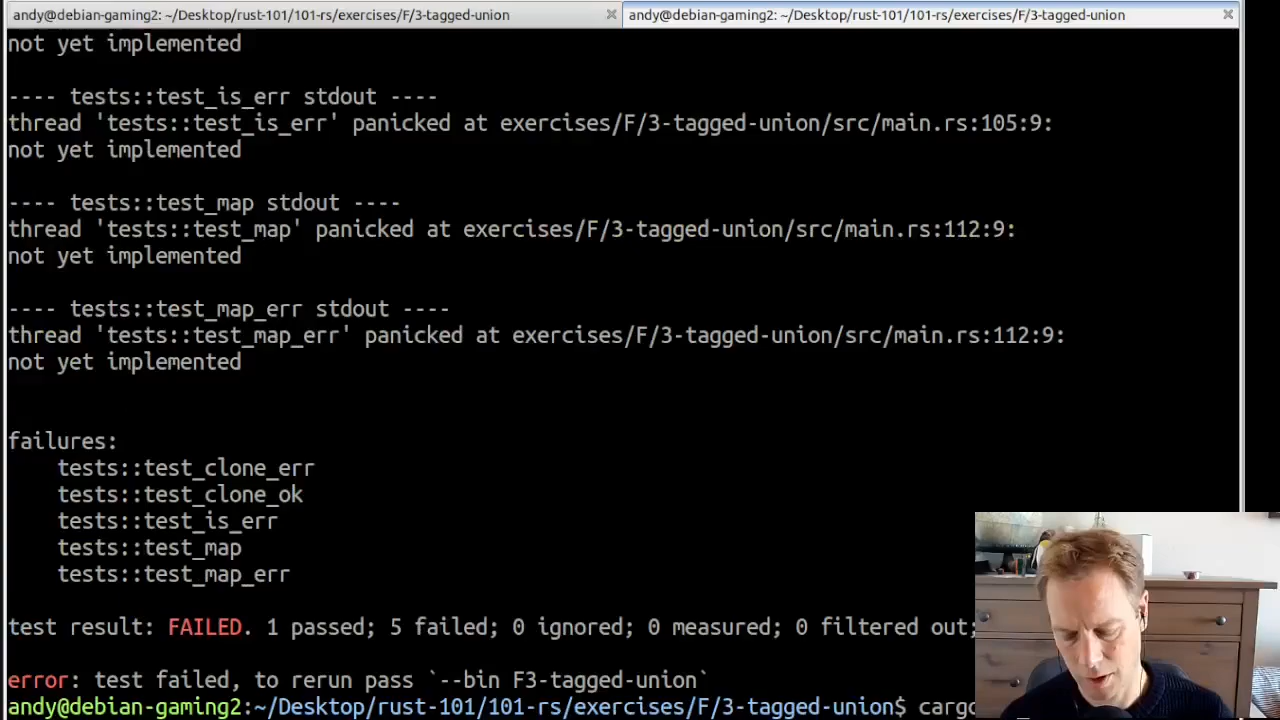 andy@debian-gaming2: ~/Desktop/rust-101/101-rs/exercises/F/3-tagged-union
andy@debian-gaming2: ~/Desktop/rust-101/101-rs/exercises/F/3-tagged-union
not yet implemented
---- tests::test_is_err stdout ----
thread 'tests::test_is_err' panicked at exercises/F/3-tagged-union/src/main.rs:105:9:
not yet implemented
---- tests::test_map stdout ----
thread 'tests::test_map' panicked at exercises/F/3-tagged-union/src/main.rs:112:9:
not yet implemented
---- tests::test_map_err stdout ----
thread 'tests::test_map_err' panicked at exercises/F/3-tagged-union/src/main.rs:112:9:
not yet implemented
failures:
tests::test_clone_err
tests::test_clone_ok
tests::test_is_err
tests::test_map
tests::test_map_err
test result: FAILED. 1 passed; 5 failed; 0 ignored; 0 measured; 0 filtered out;
error: test failed, to rerun pass `--bin F3-tagged-union`
andy@debian-gaming2:~/Desktop/rust-101/101-rs/exercises/F/3-tagged-union$ cargo